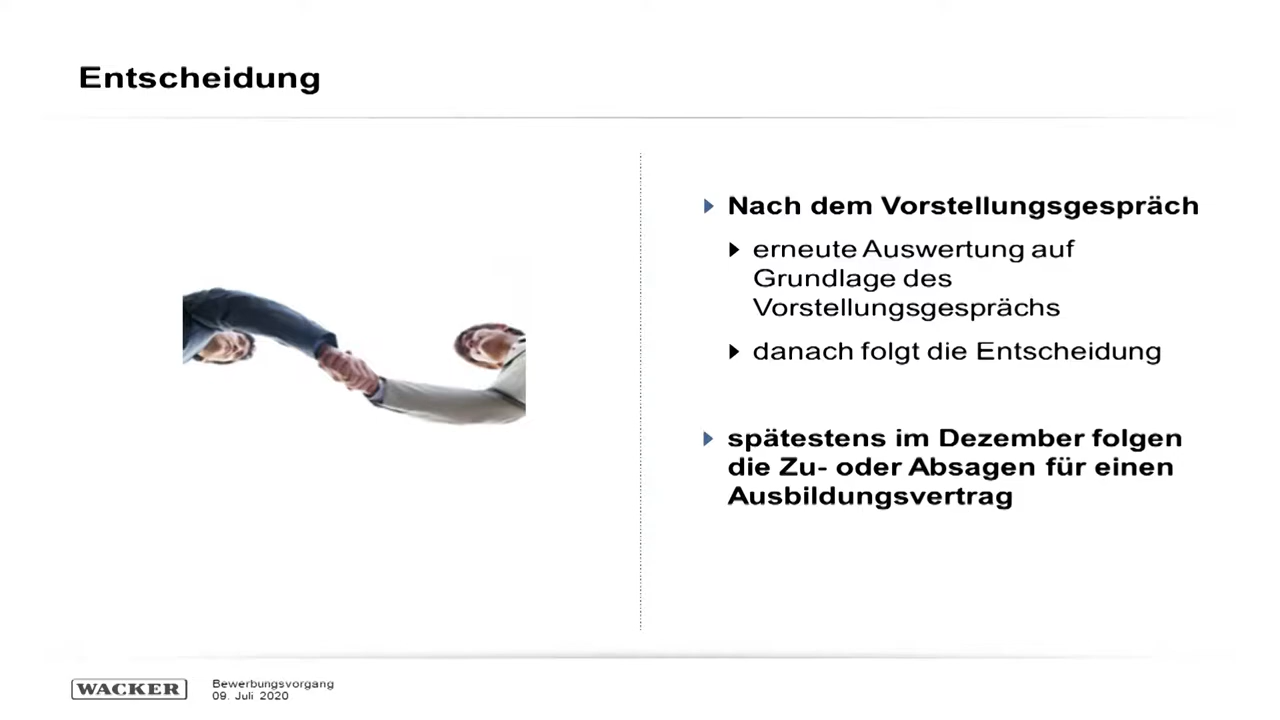 Entscheidung
Nach dem Vorstellungsgespräch
erneute Auswertung auf
Grundlage des
Vorstellungsgesprächs
danach folgt die Entscheidung
spätestens im Dezember folgen
die Zu- oder Absagen für einen
Ausbildungsvertrag
WACKER
Bewerbungsvorgang
09. Juli 2020